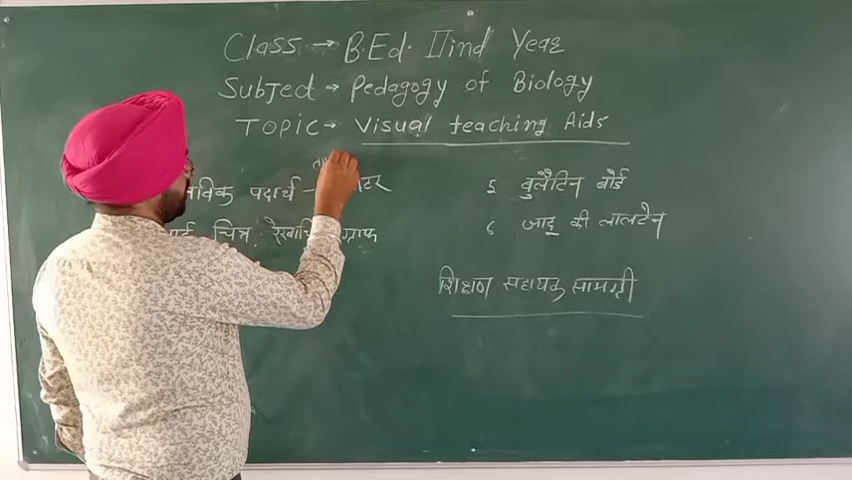 Class → B.Ed. IInd Year
Subject → Pedagogy of Biology
Topic → Visual teaching Aids
पदार्थ –
चित्र, ग्राफ
5 बुलैटिन बोर्ड
6 जादू की लालटैन
शिक्षण सहायक सामग्री